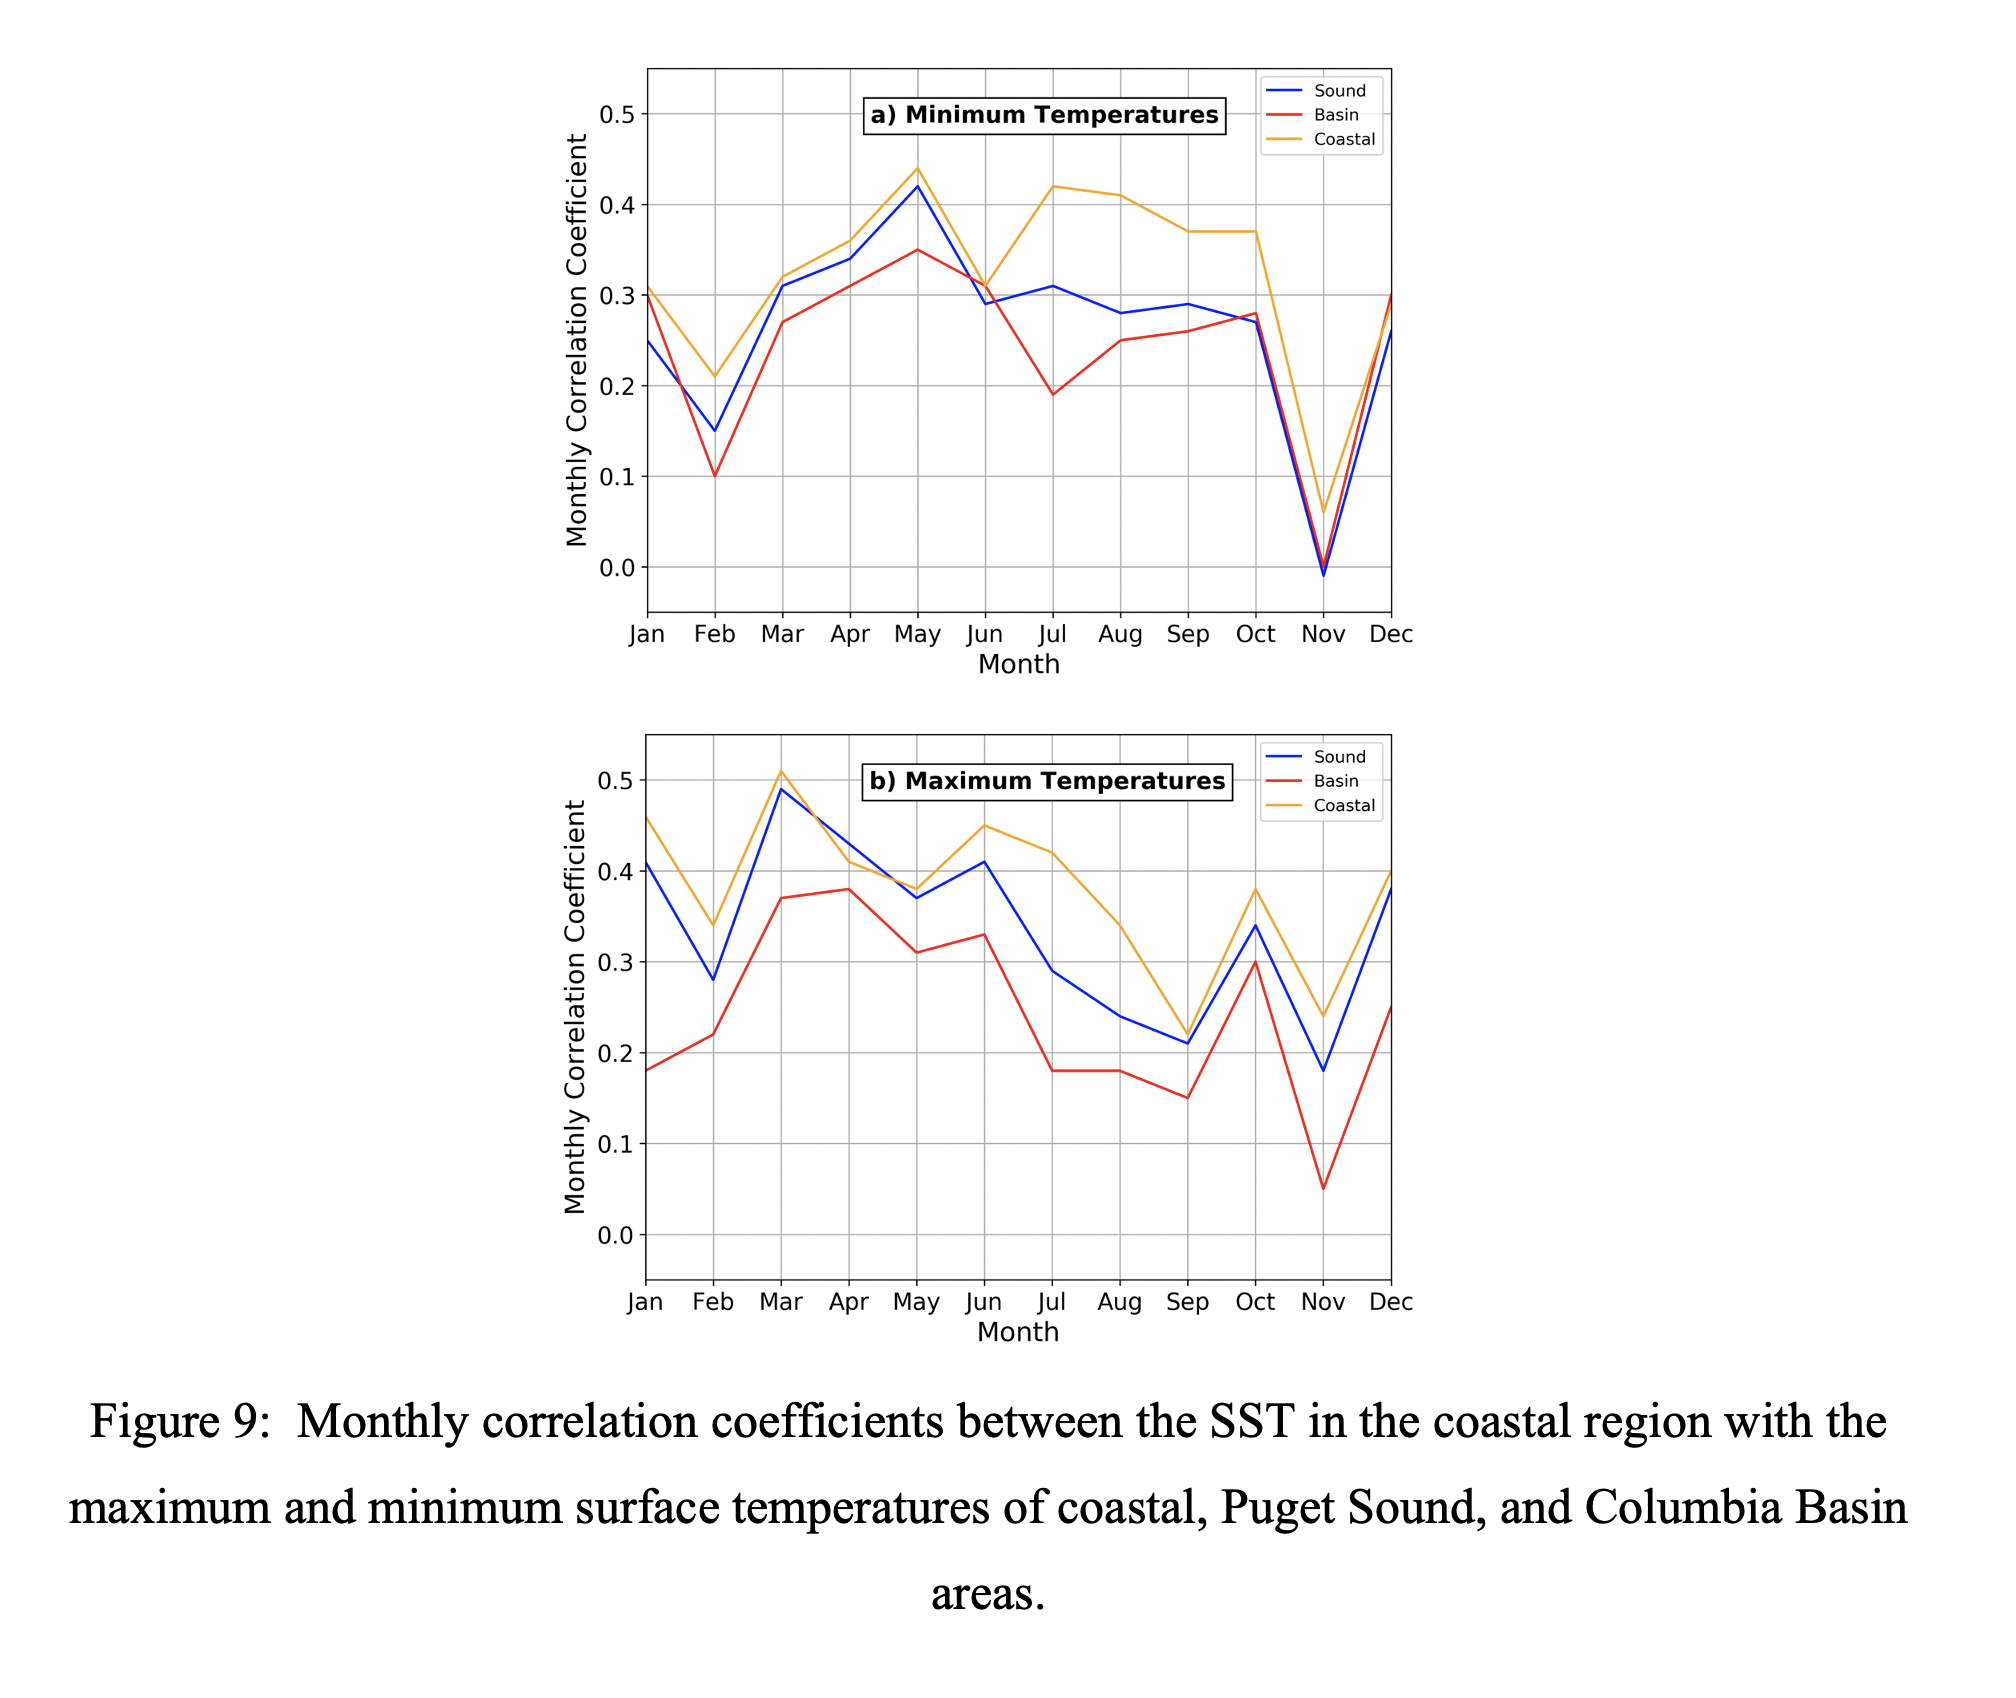 a) Minimum Temperatures
Sound
Basin
Coastal
Monthly Correlation Coefficient
0.5
0.4
0.3
0.2
0.1
0.0
Jan Feb Mar Apr May Jun Jul Aug Sep Oct Nov Dec
Month
b) Maximum Temperatures
Sound
Basin
Coastal
Monthly Correlation Coefficient
0.5
0.4
0.3
0.2
0.1
0.0
Jan Feb Mar Apr May Jun Jul Aug Sep Oct Nov Dec
Month
Figure 9: Monthly correlation coefficients between the SST in the coastal region with the
maximum and minimum surface temperatures of coastal, Puget Sound, and Columbia Basin
areas.